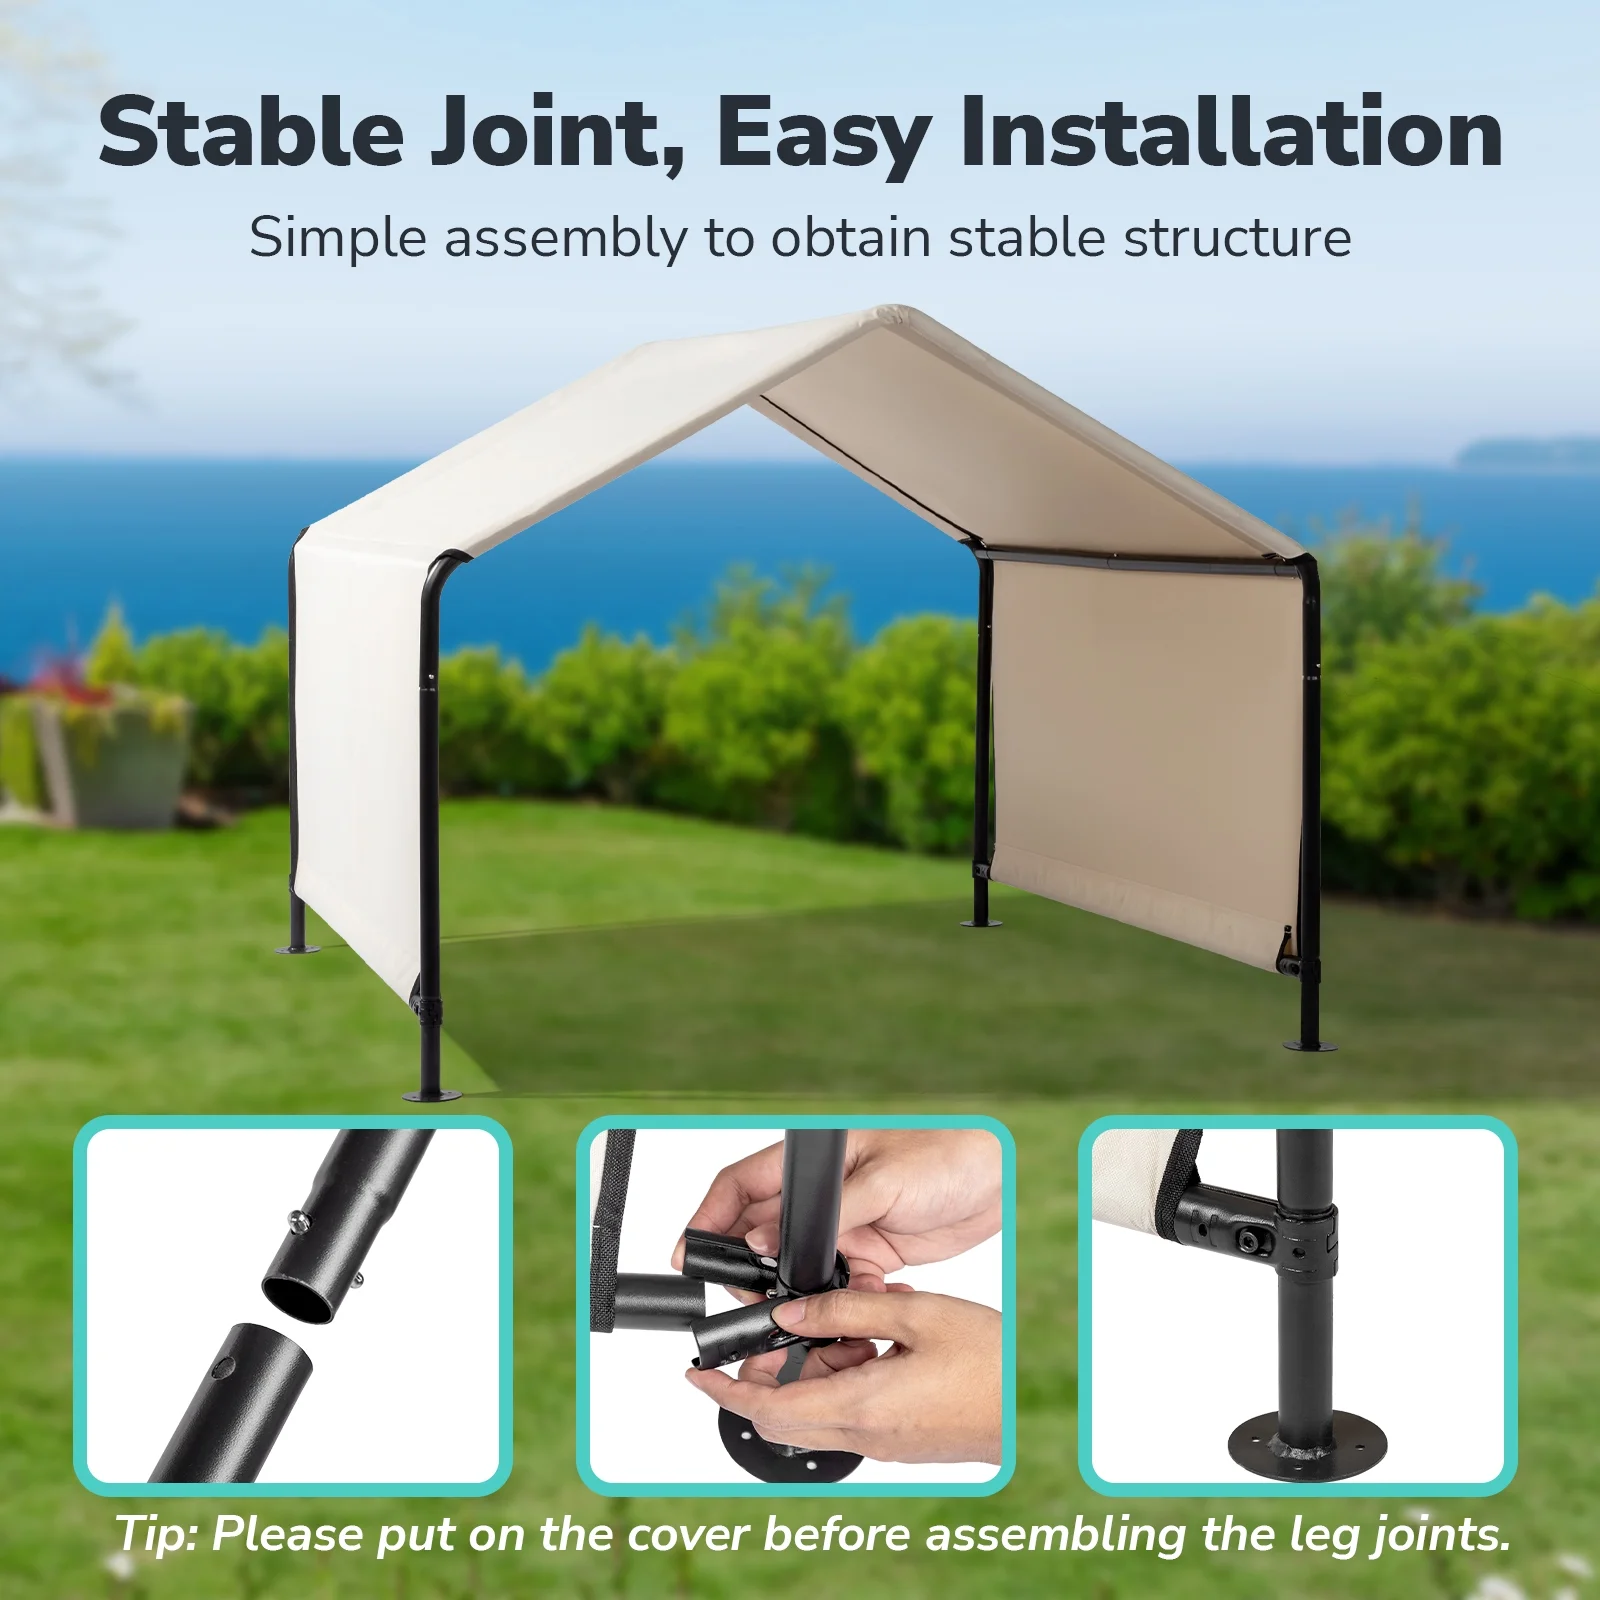 Stable Joint, Easy Installation
Simple assembly to obtain stable structure
Tip: Please put on the cover before assembling the leg joints.